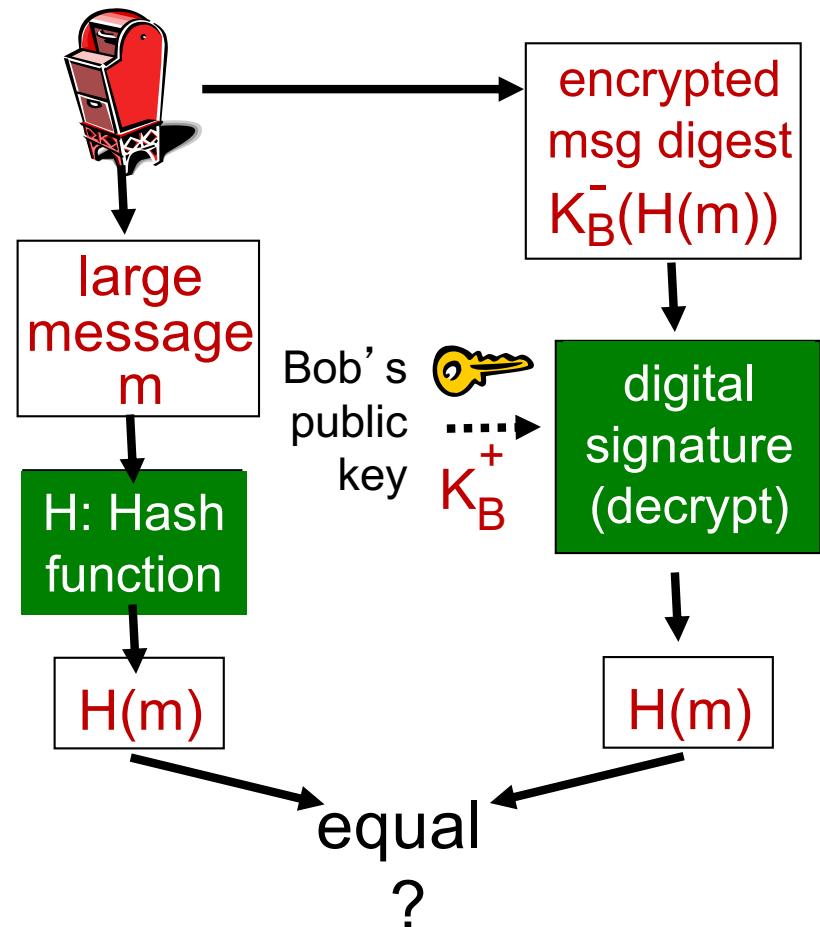 encrypted
msg digest
K_B^-(H(m))
large
message
m
Bob's
public
key
K_B^+
digital
signature
(decrypt)
H: Hash
function
H(m)
H(m)
equal
?